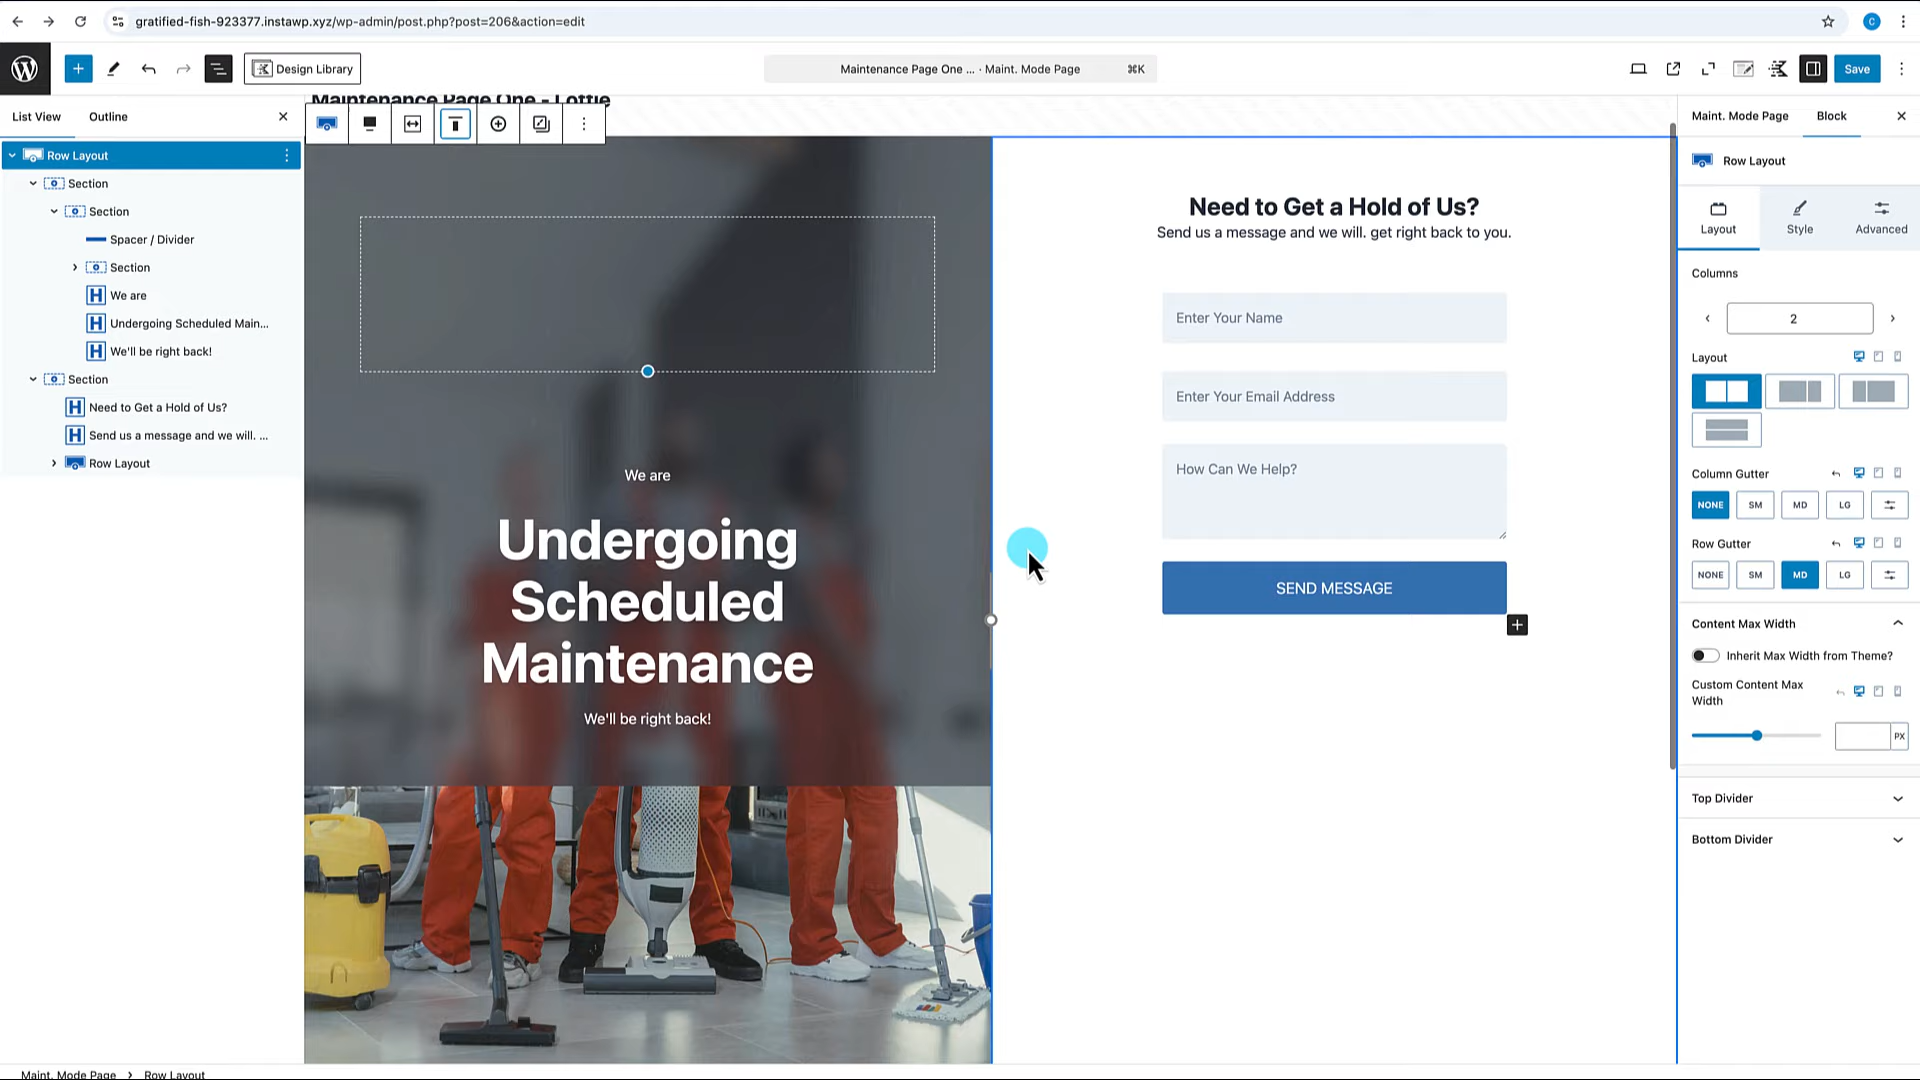 gratified-fish-923377.instawp.xyz/wp-admin/post.php?post=206&action=edit
C
Design Library
Maintenance Page One ... · Maint. Mode Page
⌘K
Save
List View
Outline
Row Layout
Section
Section
Spacer / Divider
Section
H We are
H Undergoing Scheduled Main...
H We'll be right back!
Section
H Need to Get a Hold of Us?
H Send us a message and we will. ...
Row Layout
Maintenance Page One - Lottie
We are
Undergoing
Scheduled
Maintenance
We'll be right back!
Need to Get a Hold of Us?
Send us a message and we will. get right back to you.
Enter Your Name
Enter Your Email Address
How Can We Help?
SEND MESSAGE
Maint. Mode Page
Block
Row Layout
Layout
Style
Advanced
Columns
2
Layout
Column Gutter
NONE SM MD LG
Row Gutter
NONE SM MD LG
Content Max Width
Inherit Max Width from Theme?
Custom Content Max
Width
PX
Top Divider
Bottom Divider
Maint. Mode Page > Row Layout